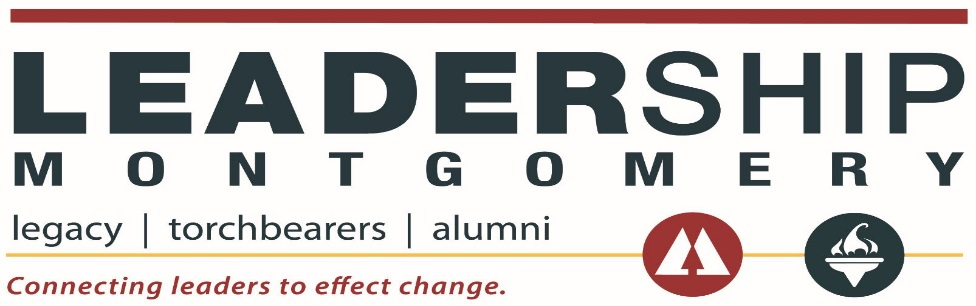 LEADERSHIP
MONTGOMERY
legacy | torchbearers | alumni
Connecting leaders to effect change.